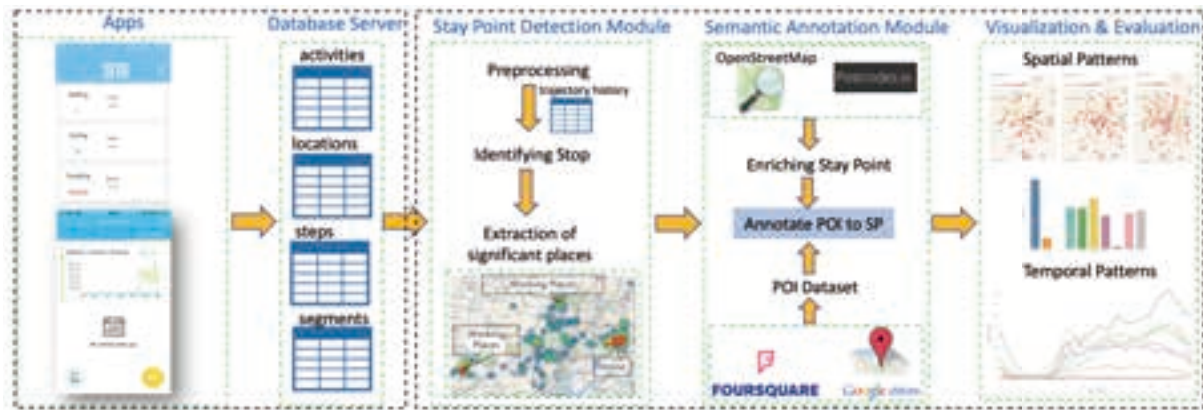 Apps
Database Server
Stay Point Detection Module
Semantic Annotation Module
Visualization & Evaluation
activities
locations
steps
segments
Preprocessing
trajectory history
Identifying Stop
Extraction of
significant places
Places
OpenStreetMap
Enriching Stay Point
Annotate POI to SP
POI Dataset
FOURSQUARE
Google
Spatial Patterns
Temporal Patterns